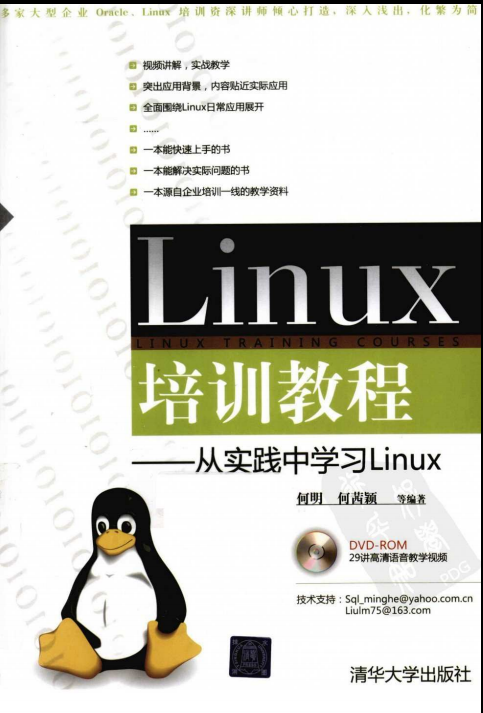 多家大型企业 Oracle、Linux 培训资深讲师倾心打造，深入浅出，化繁为简
视频讲解，实战教学
突出应用背景，内容贴近实际应用
全面围绕Linux日常应用展开
......
一本能快速上手的书
一本能解决实际问题的书
一本源自企业培训一线的教学资料
Linux
LINUX TRAINING COURSES
培训教程
——从实践中学习Linux
何明 何茜颖 等编著
DVD-ROM
29讲高清语音教学视频
PDG
技术支持：Sql_minghe@yahoo.com.cn
Liulm75@163.com
清华大学出版社